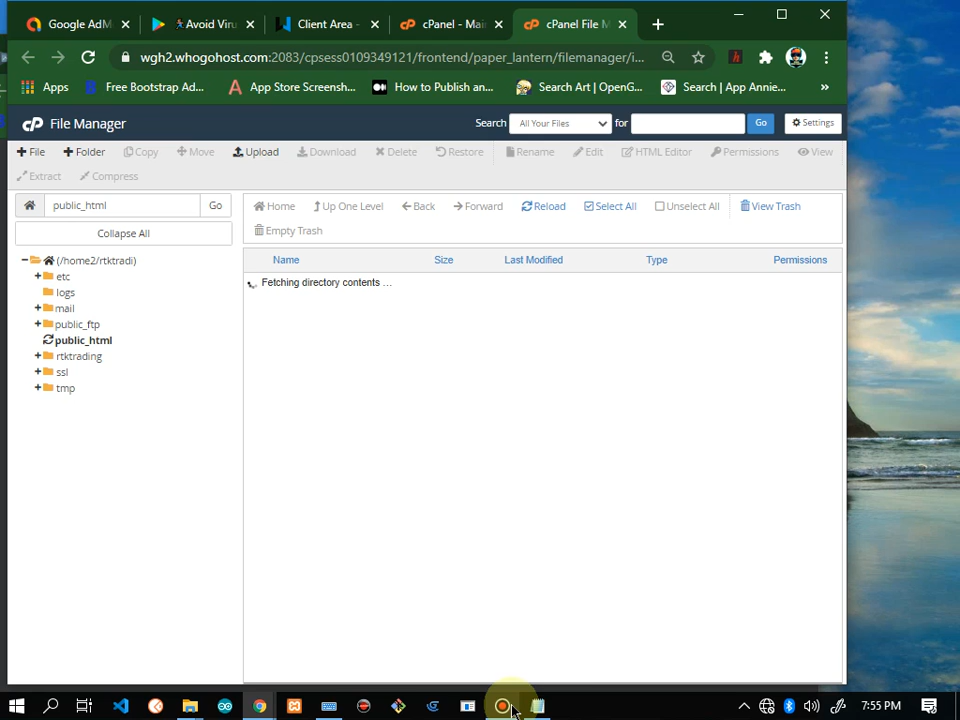 Google AdM
Avoid Viru
Client Area -
cPanel - Mai
cPanel File M
wgh2.whogohost.com:2083/cpsess0109349121/frontend/paper_lantern/filemanager/i...
Apps
Free Bootstrap Ad...
App Store Screensh...
How to Publish an...
Search Art | OpenG...
Search | App Annie...
»
cP File Manager
Search
All Your Files
for
Go
Settings
File
Folder
Copy
Move
Upload
Download
Delete
Restore
Rename
Edit
HTML Editor
Permissions
View
Extract
Compress
public_html
Go
Home
Up One Level
Back
Forward
Reload
Select All
Unselect All
View Trash
Empty Trash
Collapse All
Name
Size
Last Modified
Type
Permissions
Fetching directory contents ...
(/home2/rtktradi)
etc
logs
mail
public_ftp
public_html
rtktrading
ssl
tmp
7:55 PM